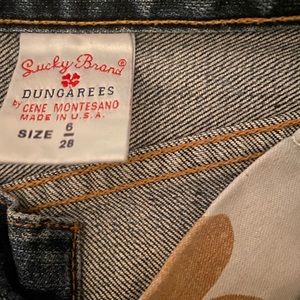 Lucky Brand®
DUNGAREES
by GENE MONTESANO
MADE IN U.S.A.
SIZE 6
28